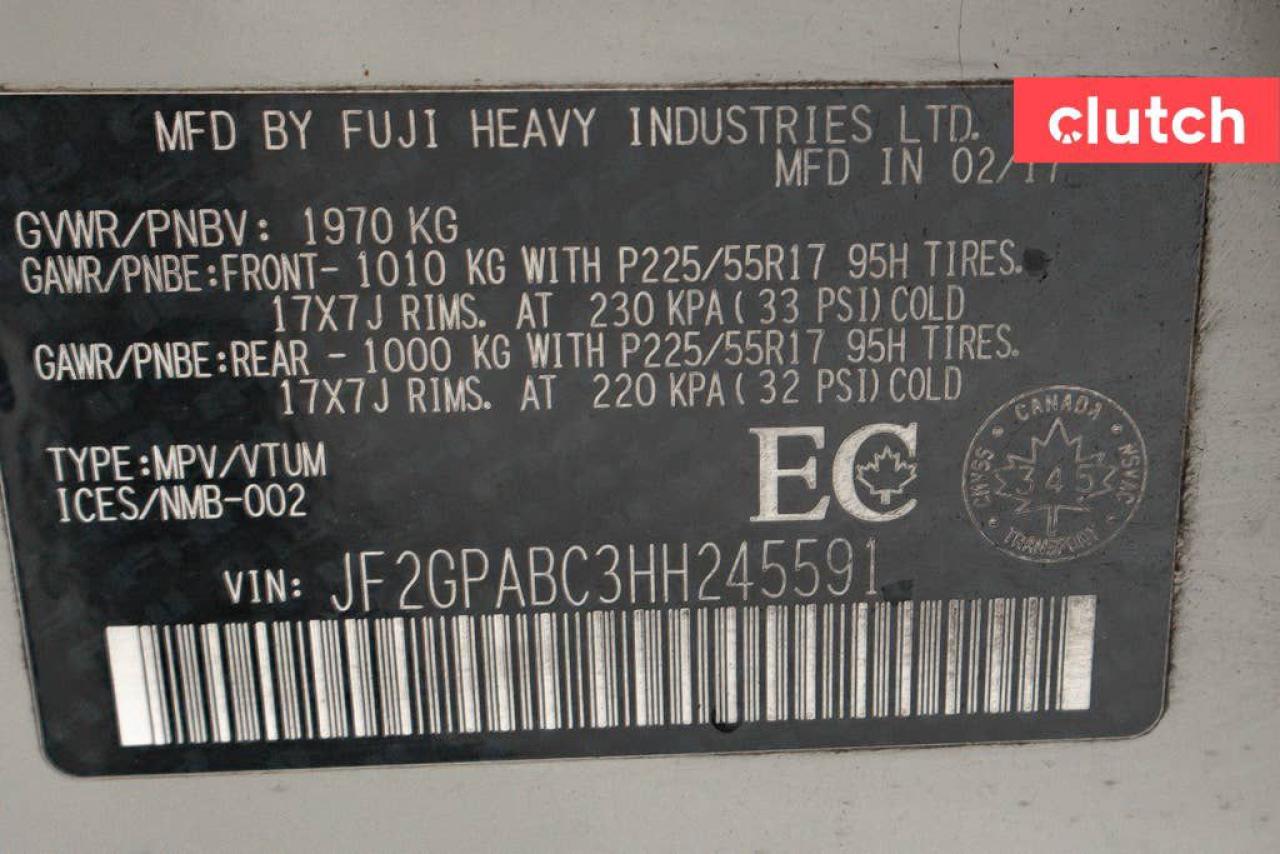 clutch
MFD BY FUJI HEAVY INDUSTRIES LTD.
MFD IN 02/17
GVWR/PNBV: 1970 KG
GAWR/PNBE:FRONT- 1010 KG WITH P225/55R17 95H TIRES.
17X7J RIMS. AT 230 KPA(33 PSI)COLD
GAWR/PNBE:REAR - 1000 KG WITH P225/55R17 95H TIRES.
17X7J RIMS. AT 220 KPA(32 PSI)COLD
TYPE:MPV/VTUM
ICES/NMB-002
EC
CANADA
CMVSS
345
NSVAC
TRANSPORT
VIN: JF2GPABC3HH245591